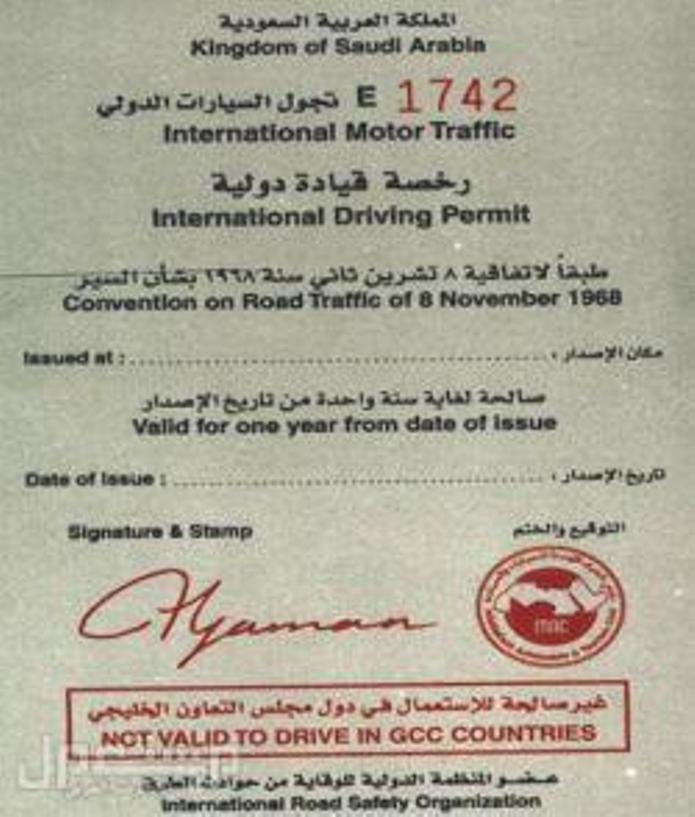 المملكة العربية السعودية
Kingdom of Saudi Arabia
تجول السيارات الدولي E 1742
International Motor Traffic
رخصة قيادة دولية
International Driving Permit
طبقاً لاتفاقية ٨ تشرين ثاني سنة ١٩٦٨ بشأن السير
Convention on Road Traffic of 8 November 1968
Issued at : ........................................ مكان الإصدار :
صالحة لغاية سنة واحدة من تاريخ الإصدار
Valid for one year from date of issue
Date of Issue : ........................................ تاريخ الإصدار :
Signature & Stamp التوقيع والختم
غير صالحة للإستعمال في دول مجلس التعاون الخليجي
NOT VALID TO DRIVE IN GCC COUNTRIES
عضو المنظمة الدولية للوقاية من حوادث الطرق
International Road Safety Organization